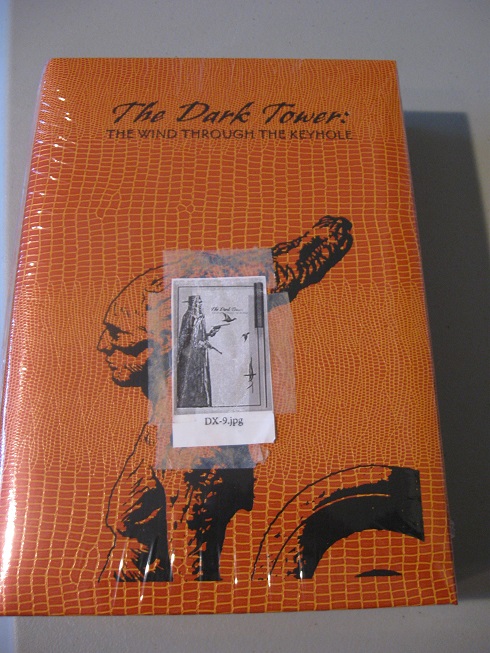 The Dark Tower:
THE WIND THROUGH THE KEYHOLE
DX-9.jpg